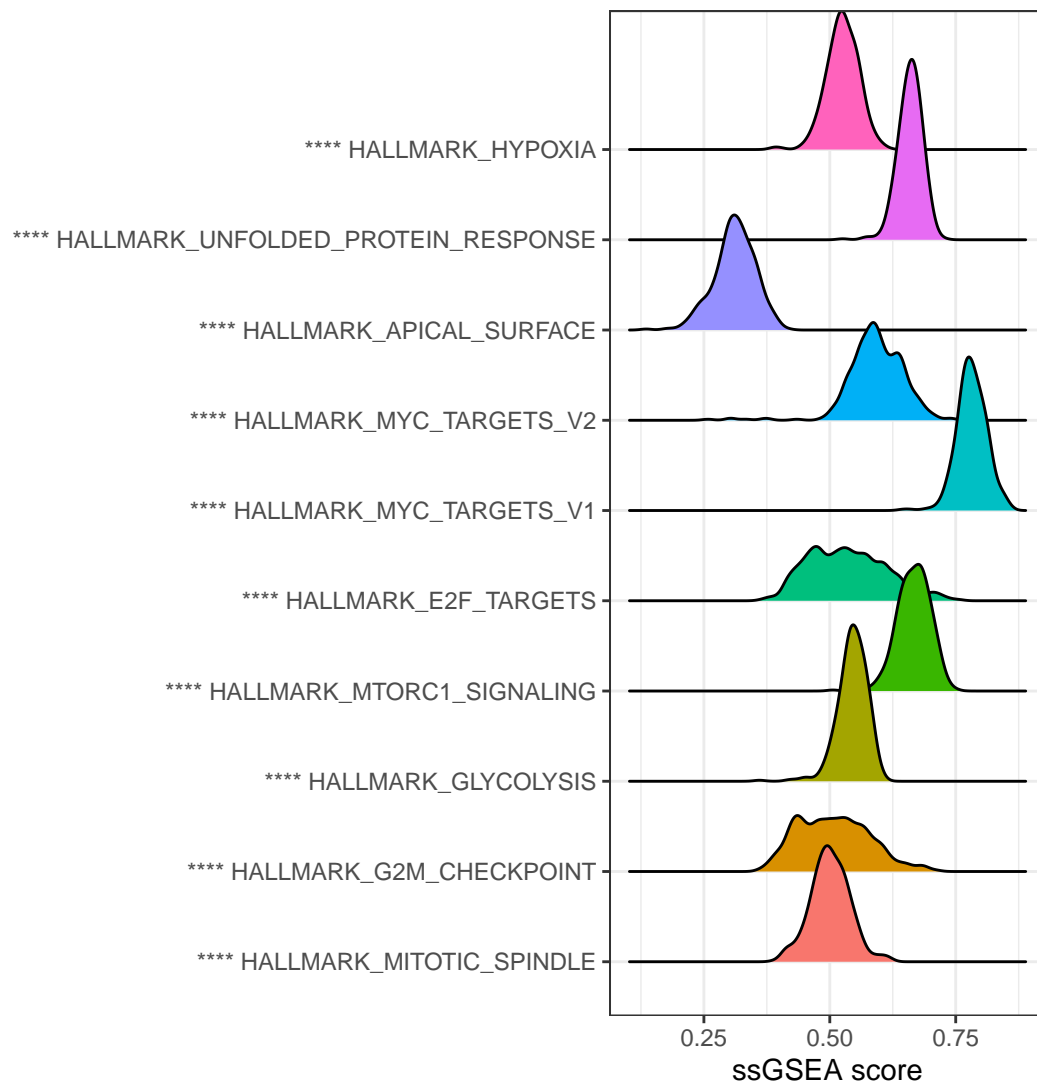 **** HALLMARK_HYPOXIA
**** HALLMARK_UNFOLDED_PROTEIN_RESPONSE
**** HALLMARK_APICAL_SURFACE
**** HALLMARK_MYC_TARGETS_V2
**** HALLMARK_MYC_TARGETS_V1
**** HALLMARK_E2F_TARGETS
**** HALLMARK_MTORC1_SIGNALING
**** HALLMARK_GLYCOLYSIS
**** HALLMARK_G2M_CHECKPOINT
**** HALLMARK_MITOTIC_SPINDLE
0.25 0.50 0.75
ssGSEA score